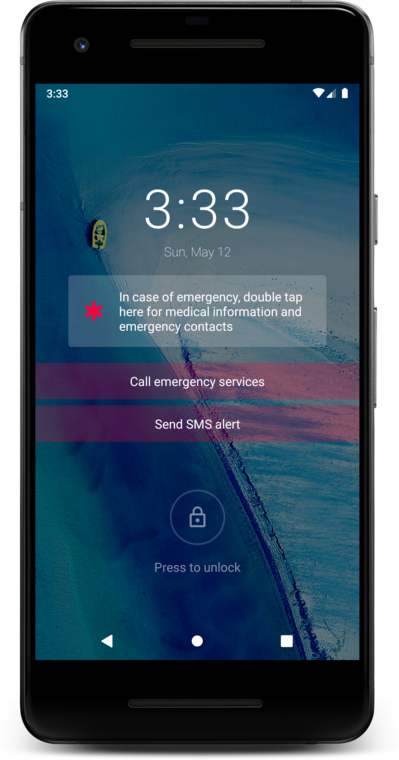 3:33
3:33
Sun, May 12
In case of emergency, double tap
here for medical information and
emergency contacts
Call emergency services
Send SMS alert
Press to unlock